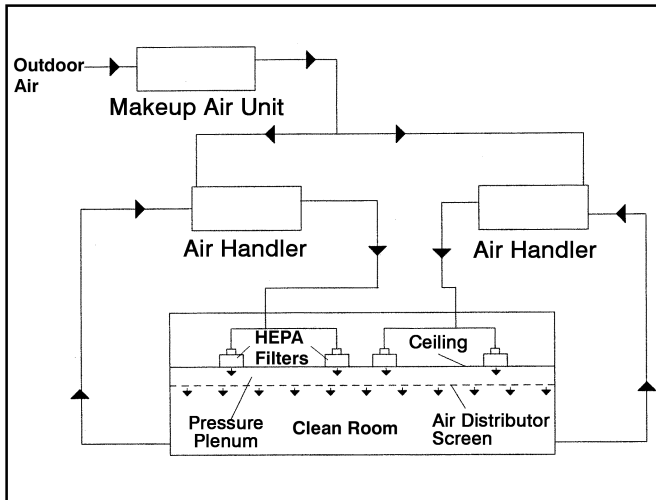 Outdoor
Air
Makeup Air Unit
Air Handler
Air Handler
HEPA
Filters
Ceiling
Pressure
Plenum
Clean Room
Air Distributor
Screen